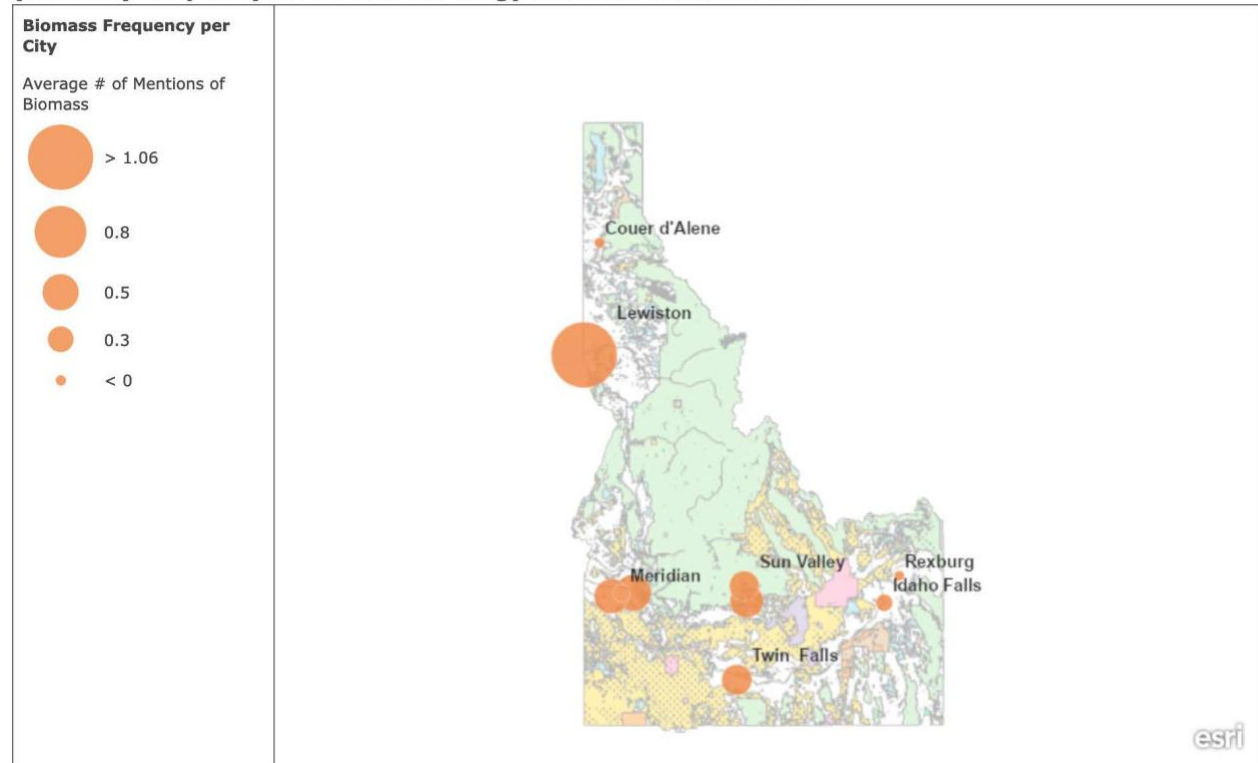 Biomass Frequency per
City
Average # of Mentions of
Biomass
> 1.06
0.8
0.5
0.3
< 0
Couer d'Alene
Lewiston
Meridian
Sun Valley
Rexburg
Idaho Falls
Twin Falls
esri